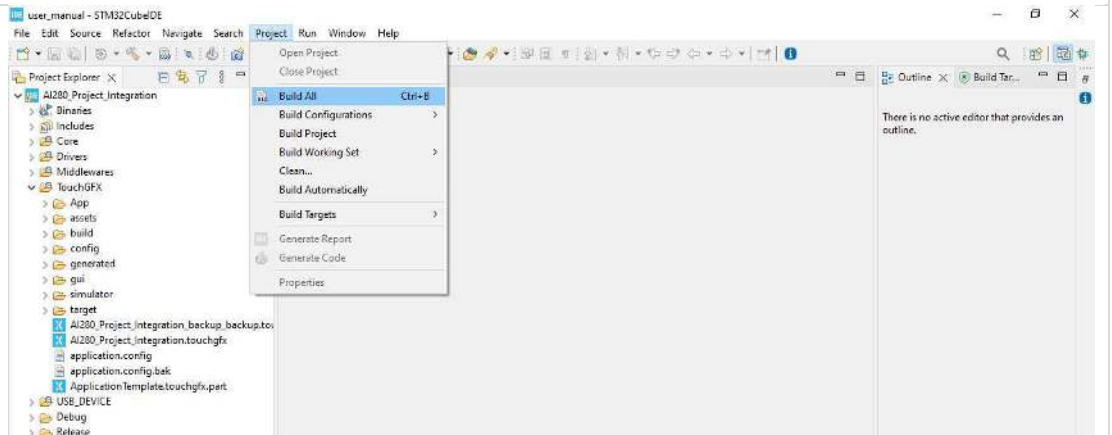 user_manual - STM32CubeIDE
File Edit Source Refactor Navigate Search Project Run Window Help
Project Explorer
AI280_Project_Integration
Binaries
Includes
Core
Drivers
Middlewares
TouchGFX
App
assets
build
config
generated
gui
simulator
target
AI280_Project_Integration_backup_backup.tou
AI280_Project_Integration.touchgfx
application.config
application.config.bak
ApplicationTemplate.touchgfx.part
USB_DEVICE
Debug
Release
Open Project
Close Project
Build All Ctrl+B
Build Configurations
Build Project
Build Working Set
Clean...
Build Automatically
Build Targets
Generate Report
Generate Code
Properties
Outline Build Tar...
There is no active editor that provides an
outline.